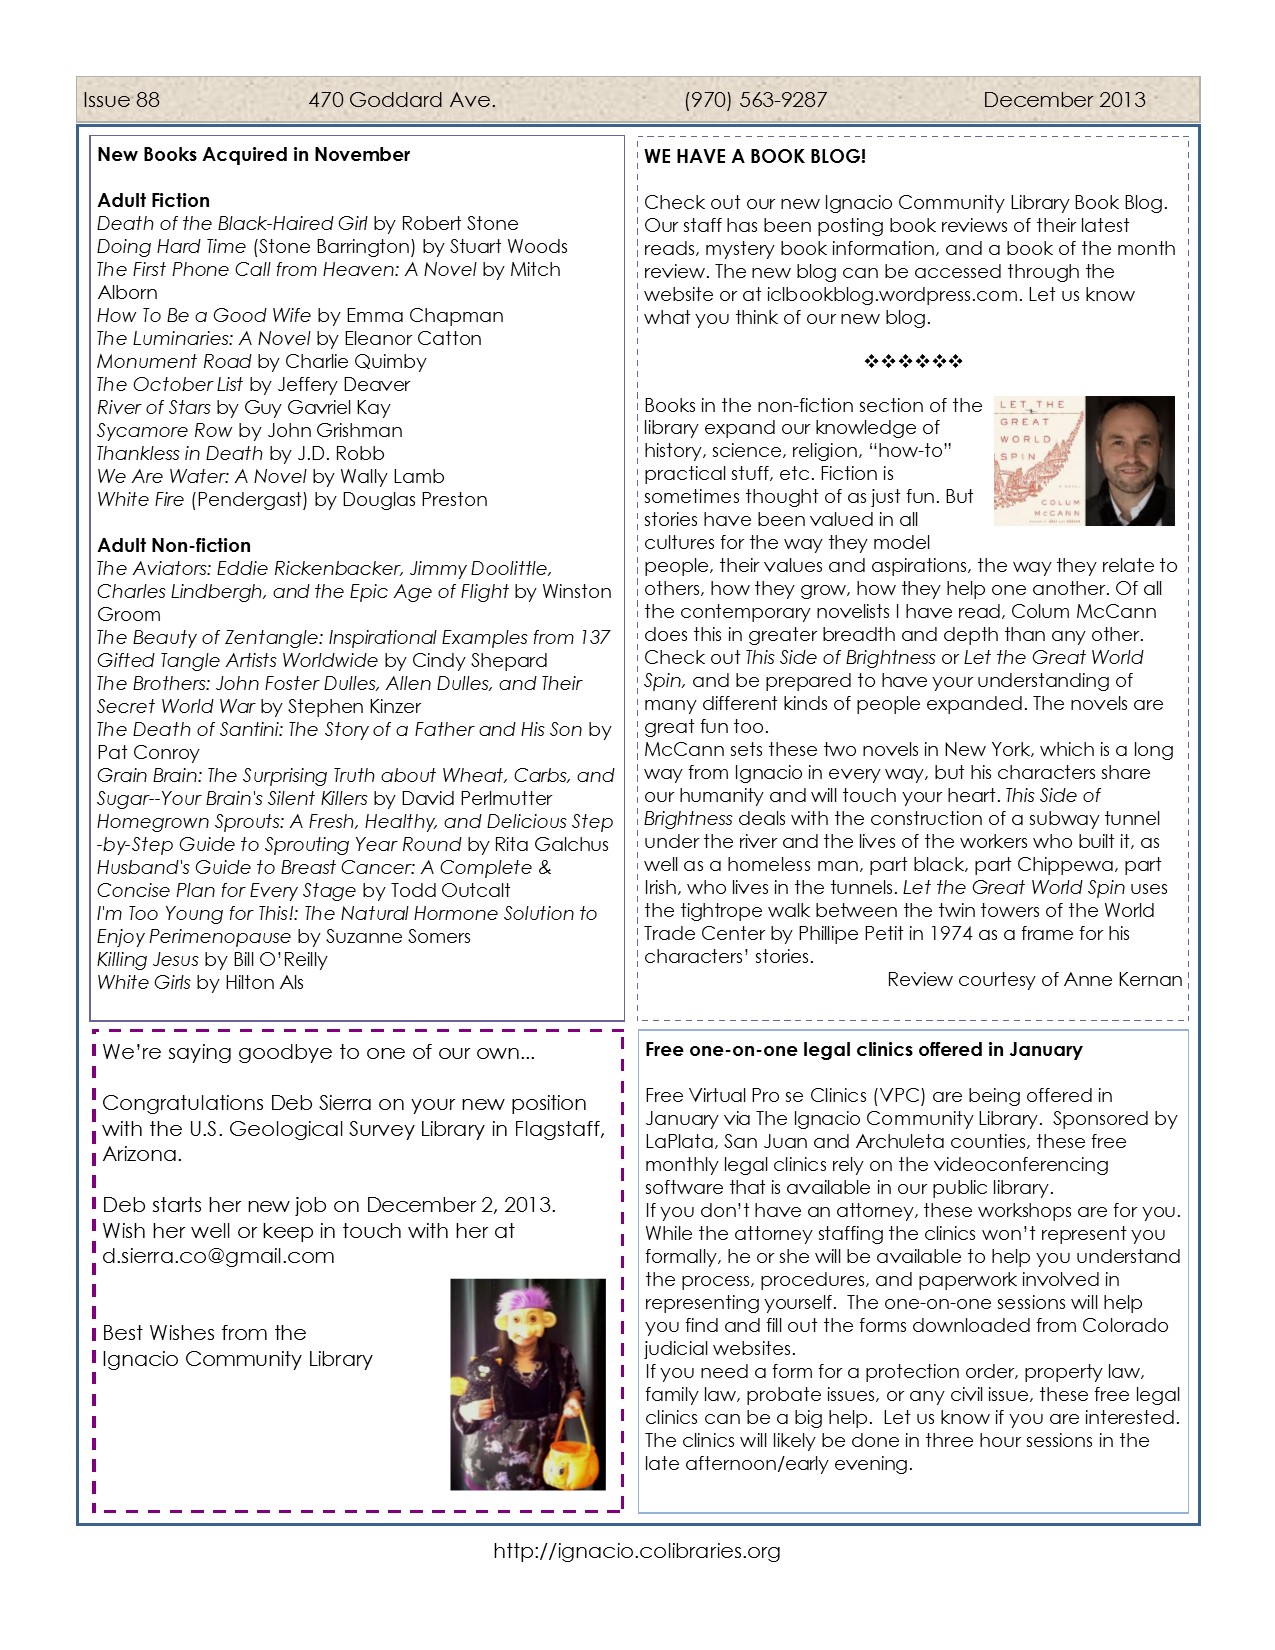 Issue 88 470 Goddard Ave. (970) 563-9287 December 2013
New Books Acquired in November
Adult Fiction
Death of the Black-Haired Girl by Robert Stone
Doing Hard Time (Stone Barrington) by Stuart Woods
The First Phone Call from Heaven: A Novel by Mitch
Alborn
How To Be a Good Wife by Emma Chapman
The Luminaries: A Novel by Eleanor Catton
Monument Road by Charlie Quimby
The October List by Jeffery Deaver
River of Stars by Guy Gavriel Kay
Sycamore Row by John Grishman
Thankless in Death by J.D. Robb
We Are Water: A Novel by Wally Lamb
White Fire (Pendergast) by Douglas Preston
Adult Non-fiction
The Aviators: Eddie Rickenbacker, Jimmy Doolittle,
Charles Lindbergh, and the Epic Age of Flight by Winston
Groom
The Beauty of Zentangle: Inspirational Examples from 137
Gifted Tangle Artists Worldwide by Cindy Shepard
The Brothers: John Foster Dulles, Allen Dulles, and Their
Secret World War by Stephen Kinzer
The Death of Santini: The Story of a Father and His Son by
Pat Conroy
Grain Brain: The Surprising Truth about Wheat, Carbs, and
Sugar--Your Brain's Silent Killers by David Perlmutter
Homegrown Sprouts: A Fresh, Healthy, and Delicious Step
-by-Step Guide to Sprouting Year Round by Rita Galchus
Husband's Guide to Breast Cancer: A Complete &
Concise Plan for Every Stage by Todd Outcalt
I'm Too Young for This!: The Natural Hormone Solution to
Enjoy Perimenopause by Suzanne Somers
Killing Jesus by Bill O’Reilly
White Girls by Hilton Als
WE HAVE A BOOK BLOG!
Check out our new Ignacio Community Library Book Blog.
Our staff has been posting book reviews of their latest
reads, mystery book information, and a book of the month
review. The new blog can be accessed through the
website or at iclbookblog.wordpress.com. Let us know
what you think of our new blog.
❖❖❖❖❖❖
Books in the non-fiction section of the
library expand our knowledge of
history, science, religion, “how-to”
practical stuff, etc. Fiction is
sometimes thought of as just fun. But
stories have been valued in all
cultures for the way they model
LET THE
GREAT
WORLD
SPIN
A NOVEL
COLUM
McCANN
people, their values and aspirations, the way they relate to
others, how they grow, how they help one another. Of all
the contemporary novelists I have read, Colum McCann
does this in greater breadth and depth than any other.
Check out This Side of Brightness or Let the Great World
Spin, and be prepared to have your understanding of
many different kinds of people expanded. The novels are
great fun too.
McCann sets these two novels in New York, which is a long
way from Ignacio in every way, but his characters share
our humanity and will touch your heart. This Side of
Brightness deals with the construction of a subway tunnel
under the river and the lives of the workers who built it, as
well as a homeless man, part black, part Chippewa, part
Irish, who lives in the tunnels. Let the Great World Spin uses
the tightrope walk between the twin towers of the World
Trade Center by Phillipe Petit in 1974 as a frame for his
characters’ stories.
Review courtesy of Anne Kernan
We’re saying goodbye to one of our own...
Congratulations Deb Sierra on your new position
with the U.S. Geological Survey Library in Flagstaff,
Arizona.
Deb starts her new job on December 2, 2013.
Wish her well or keep in touch with her at
d.sierra.co@gmail.com
Best Wishes from the
Ignacio Community Library
Free one-on-one legal clinics offered in January
Free Virtual Pro se Clinics (VPC) are being offered in
January via The Ignacio Community Library.  Sponsored by
LaPlata, San Juan and Archuleta counties, these free
monthly legal clinics rely on the videoconferencing
software that is available in our public library.
If you don’t have an attorney, these workshops are for you.
While the attorney staffing the clinics won’t represent you
formally, he or she will be available to help you understand
the process, procedures, and paperwork involved in
representing yourself.  The one-on-one sessions will help
you find and fill out the forms downloaded from Colorado
judicial websites.
If you need a form for a protection order, property law,
family law, probate issues, or any civil issue, these free legal
clinics can be a big help.  Let us know if you are interested.
The clinics will likely be done in three hour sessions in the
late afternoon/early evening.
http://ignacio.colibraries.org